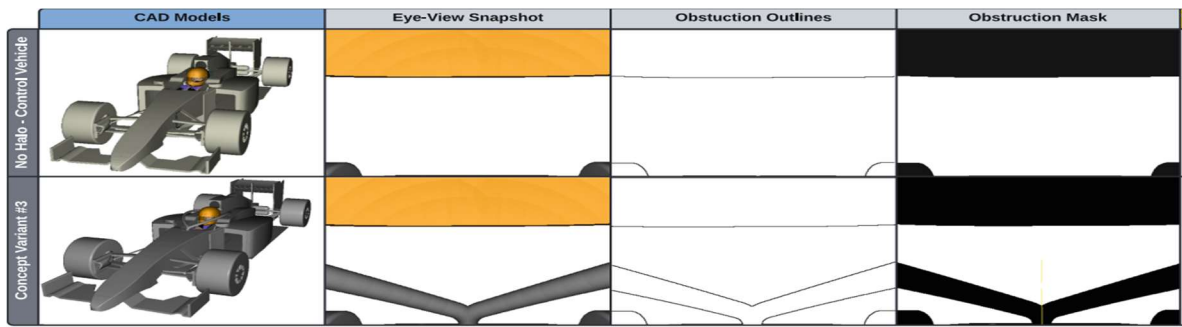 CAD Models
Eye-View Snapshot
Obstuction Outlines
Obstruction Mask
No Halo - Control Vehicle
Concept Variant #3